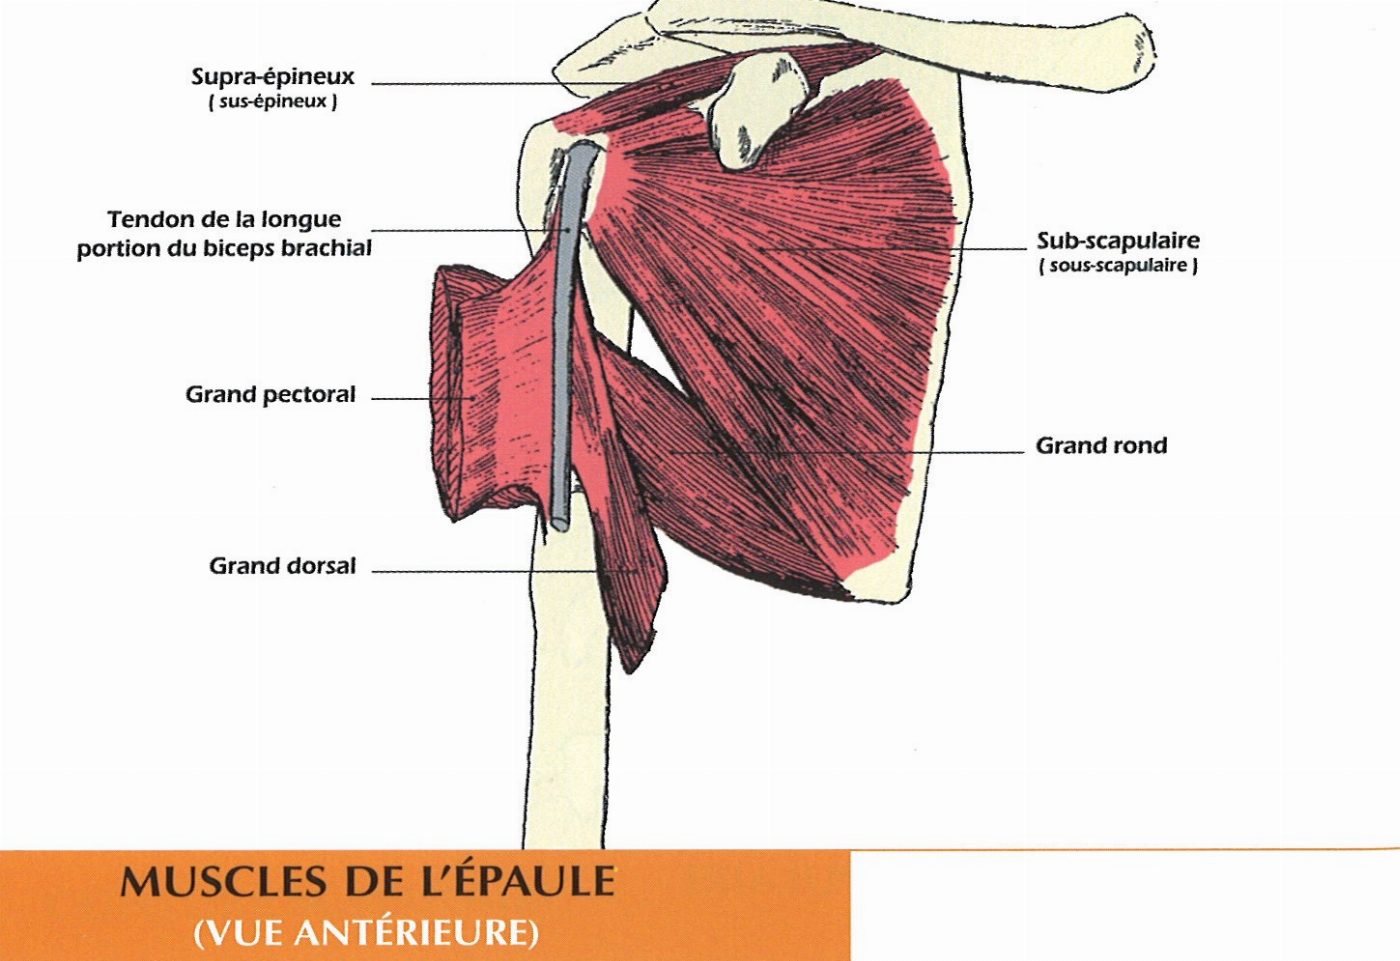 Supra-épineux
( sus-épineux )
Tendon de la longue
portion du biceps brachial
Sub-scapulaire
( sous-scapulaire )
Grand pectoral
Grand rond
Grand dorsal
MUSCLES DE L'ÉPAULE
(VUE ANTÉRIEURE)